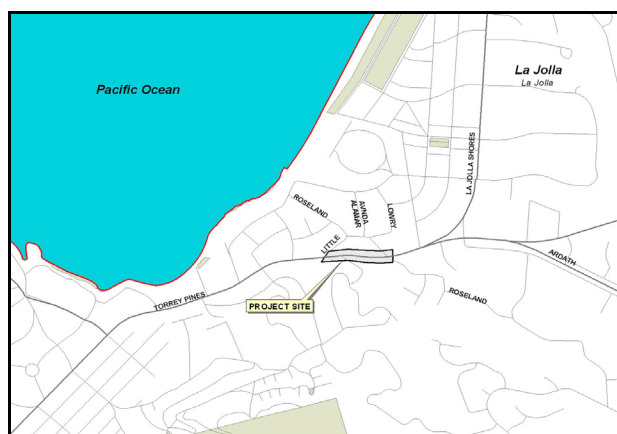 Pacific Ocean
La Jolla
La Jolla
LA JOLLA SHORES
ROSELAND
AVNDA
ALAMAR
LOWRY
LITTLE
ARDATH
TORREY PINES
PROJECT SITE
ROSELAND